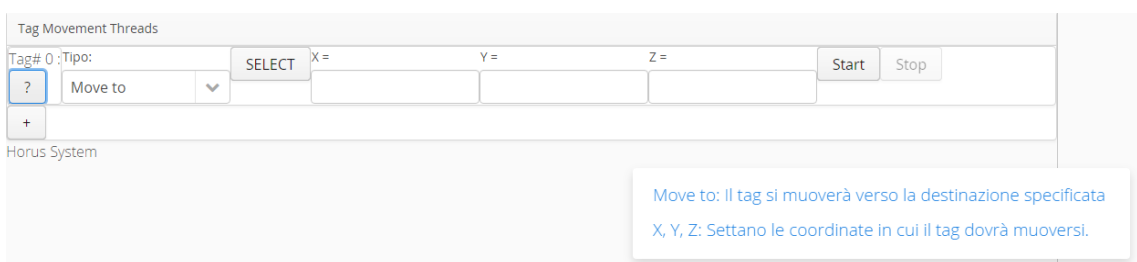 Tag Movement Threads
Tag# 0 : Tipo: SELECT X = Y = Z = Start Stop
? Move to
+
Horus System
Move to: Il tag si muoverà verso la destinazione specificata
X, Y, Z: Settano le coordinate in cui il tag dovrà muoversi.